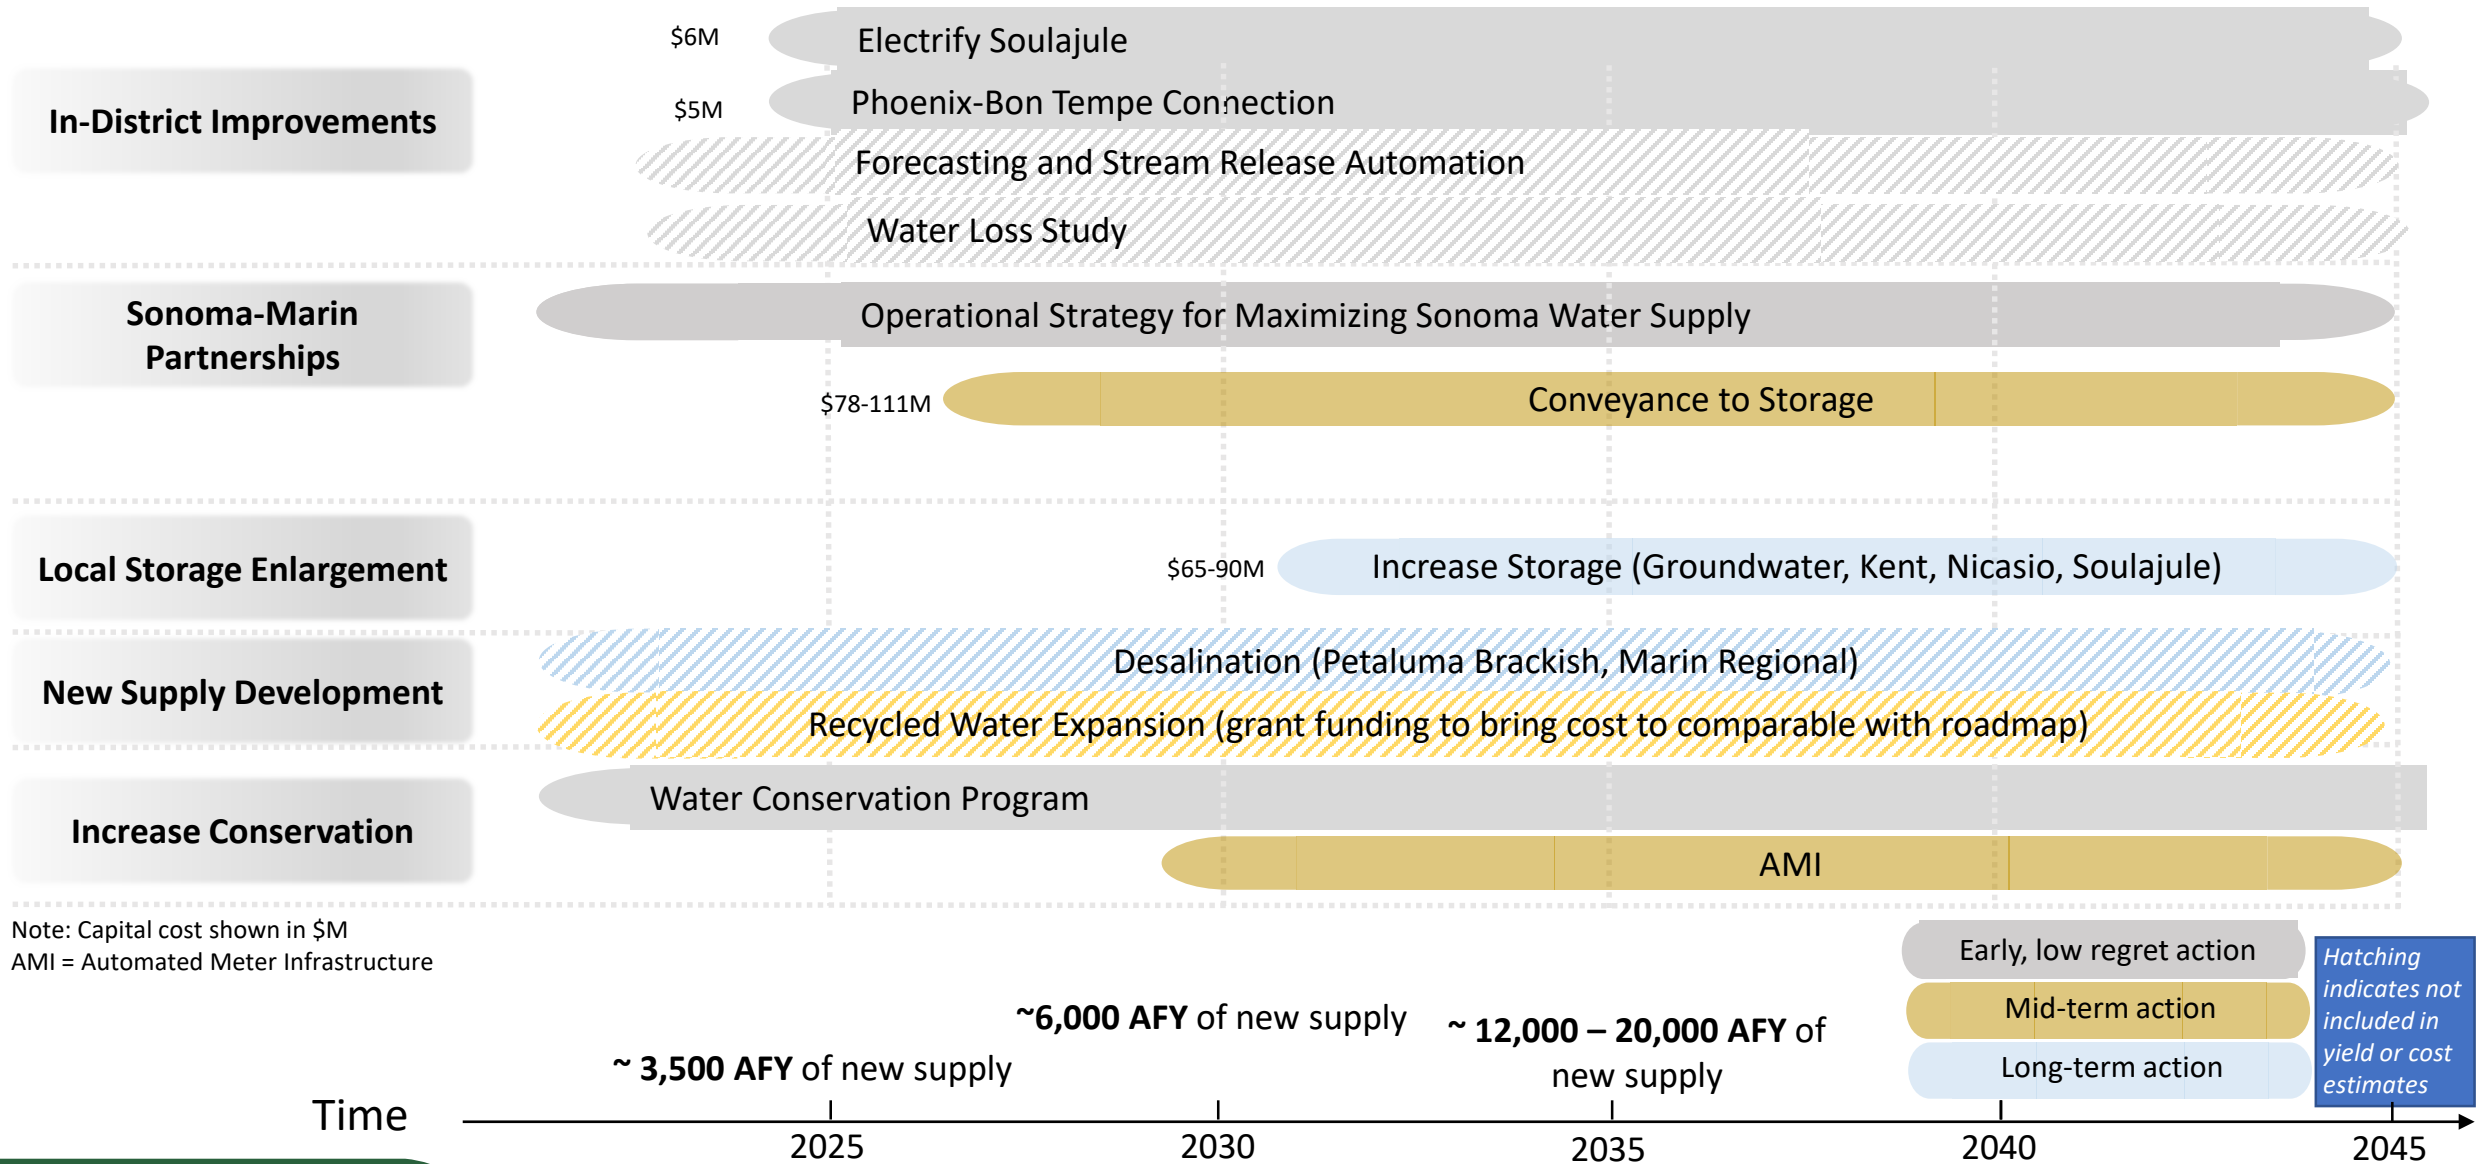 $6M
Electrify Soulajule
In-District Improvements
$5M
Phoenix-Bon Tempe Connection
Forecasting and Stream Release Automation
Water Loss Study
Sonoma-Marin
Partnerships
Operational Strategy for Maximizing Sonoma Water Supply
$78-111M
Conveyance to Storage
Local Storage Enlargement
$65-90M
Increase Storage (Groundwater, Kent, Nicasio, Soulajule)
New Supply Development
Desalination (Petaluma Brackish, Marin Regional)
Recycled Water Expansion (grant funding to bring cost to comparable with roadmap)
Increase Conservation
Water Conservation Program
AMI
Note: Capital cost shown in $M
AMI = Automated Meter Infrastructure
Early, low regret action
Mid-term action
Long-term action
Hatching
indicates not
included in
yield or cost
estimates
~ 3,500 AFY of new supply
~6,000 AFY of new supply
~ 12,000 – 20,000 AFY of
new supply
Time
2025
2030
2035
2040
2045